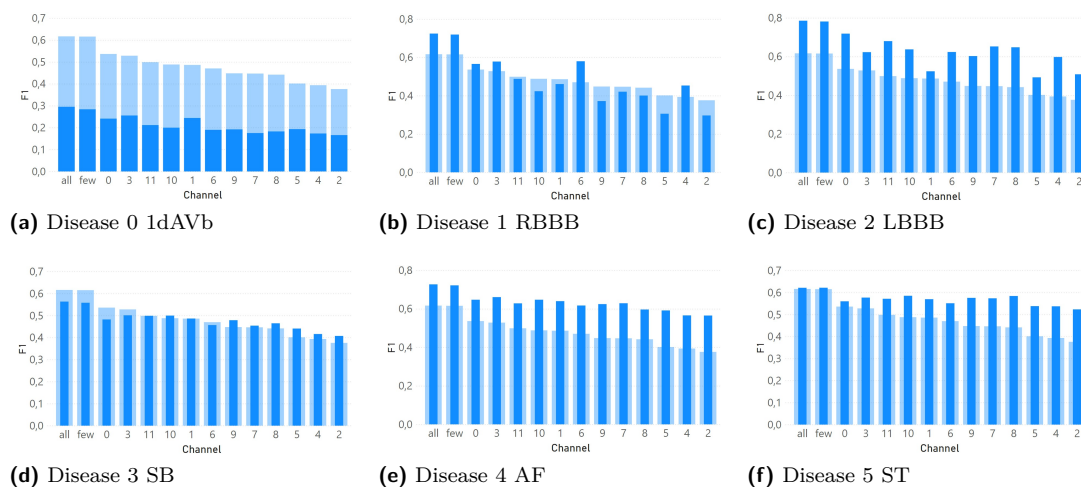 0,7
0,6
0,5
0,4
0,3
0,2
0,1
0,0
F1
all few 0 3 11 10 1 6 9 7 8 5 4 2
Channel
(a) Disease 0 1dAVb
0,8
0,6
0,4
0,2
0,0
F1
all few 0 3 11 10 1 6 9 7 8 5 4 2
Channel
(b) Disease 1 RBBB
0,8
0,6
0,4
0,2
0,0
F1
all few 0 3 11 10 1 6 9 7 8 5 4 2
Channel
(c) Disease 2 LBBB
0,7
0,6
0,5
0,4
0,3
0,2
0,1
0,0
F1
all few 0 3 11 10 1 6 9 7 8 5 4 2
Channel
(d) Disease 3 SB
0,8
0,6
0,4
0,2
0,0
F1
all few 0 3 11 10 1 6 9 7 8 5 4 2
Channel
(e) Disease 4 AF
0,7
0,6
0,5
0,4
0,3
0,2
0,1
0,0
F1
all few 0 3 11 10 1 6 9 7 8 5 4 2
Channel
(f) Disease 5 ST